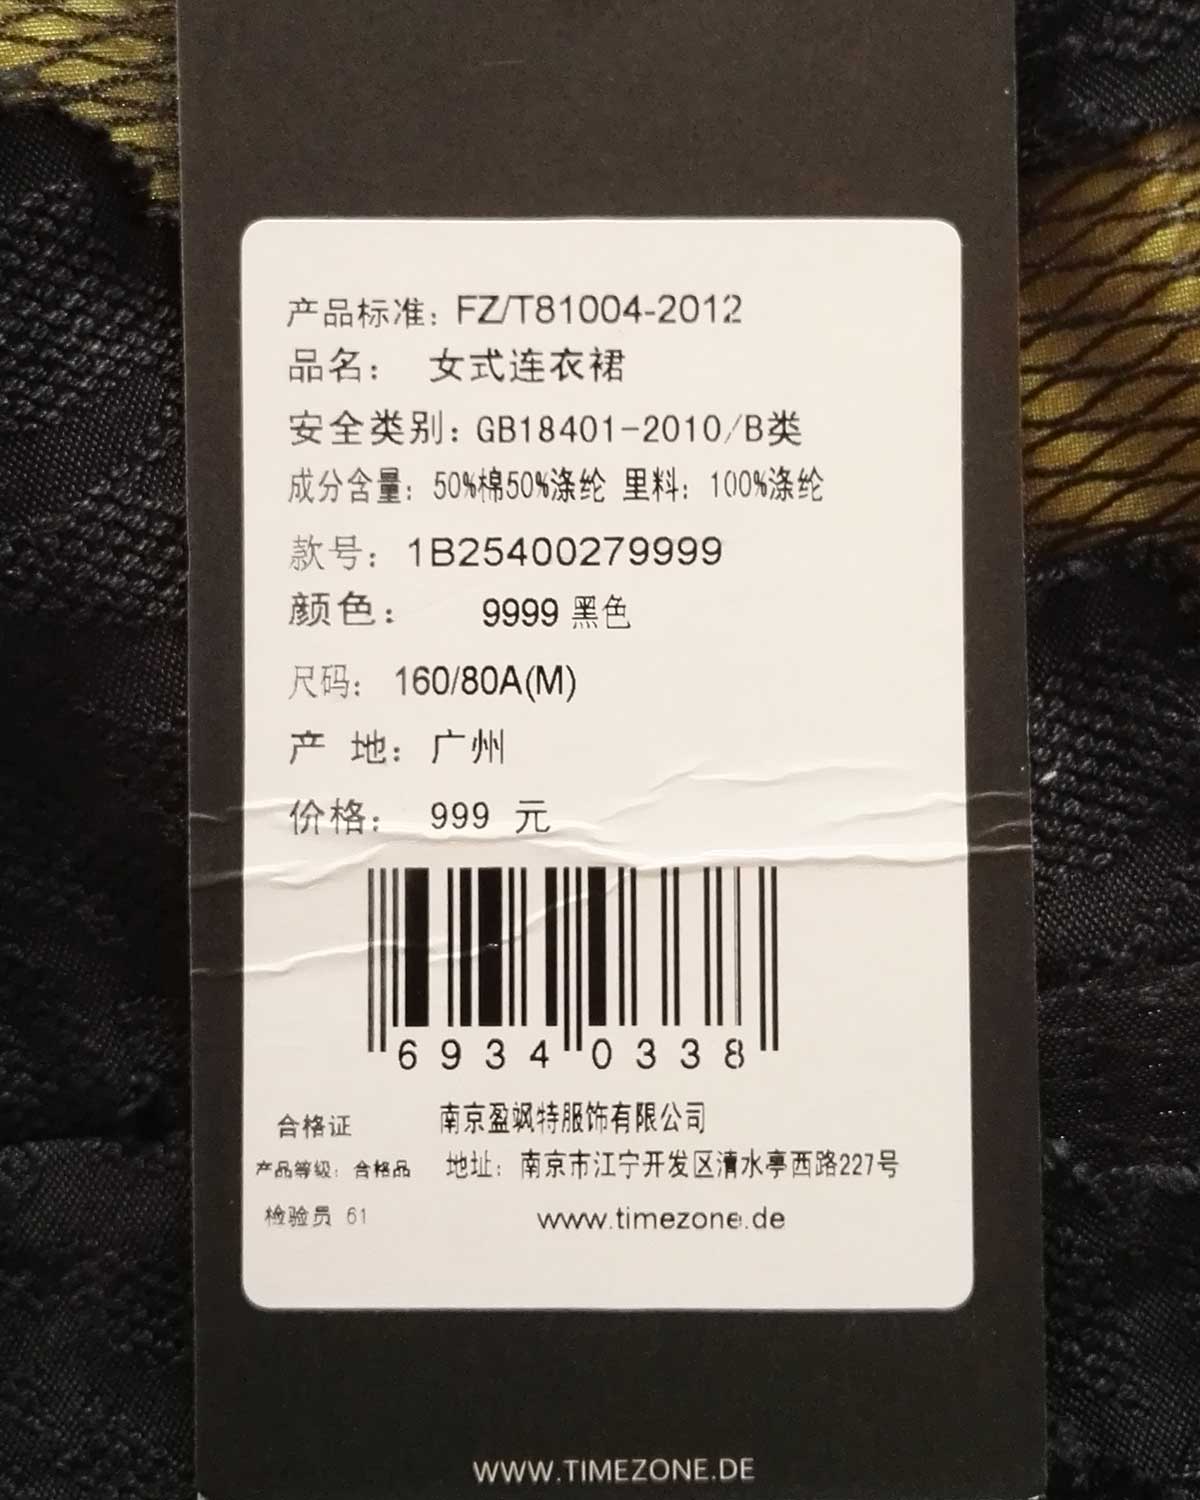 产品标准：FZ/T81004-2012
品名： 女式连衣裙
安全类别：GB18401-2010/B类
成分含量：50%棉50%涤纶 里料：100%涤纶
款号：1B25400279999
颜色： 9999 黑色
尺码：160/80A(M)
产 地：广州
价格： 999 元
6934 0338
合格证 南京盈飒特服饰有限公司
产品等级：合格品 地址：南京市江宁开发区清水亭西路227号
检验员 61 www.timezone.de
WWW.TIMEZONE.DE